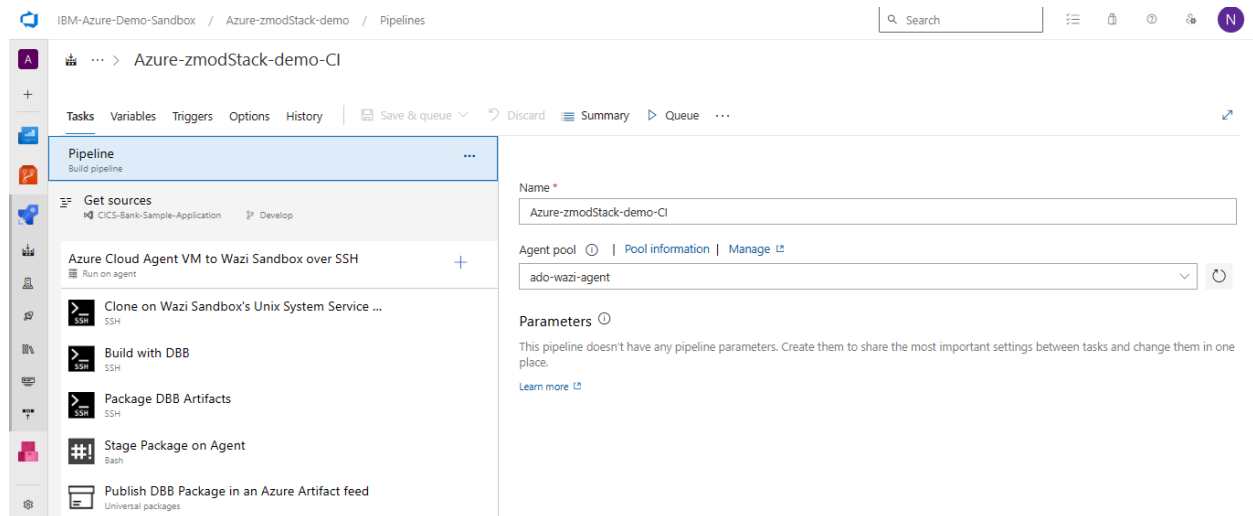 IBM-Azure-Demo-Sandbox / Azure-zmodStack-demo / Pipelines
Search
N
A
... > Azure-zmodStack-demo-CI
Tasks Variables Triggers Options History Save & queue Discard Summary Queue ...
Pipeline
Build pipeline
Get sources
CICS-Bank-Sample-Application Develop
Azure Cloud Agent VM to Wazi Sandbox over SSH
Run on agent
Clone on Wazi Sandbox's Unix System Service ...
SSH
SSH
Build with DBB
SSH
SSH
Package DBB Artifacts
SSH
SSH
Stage Package on Agent
#!
Bash
Publish DBB Package in an Azure Artifact feed
Universal packages
Name *
Azure-zmodStack-demo-CI
Agent pool | Pool information | Manage
ado-wazi-agent
Parameters
This pipeline doesn't have any pipeline parameters. Create them to share the most important settings between tasks and change them in one
place.
Learn more